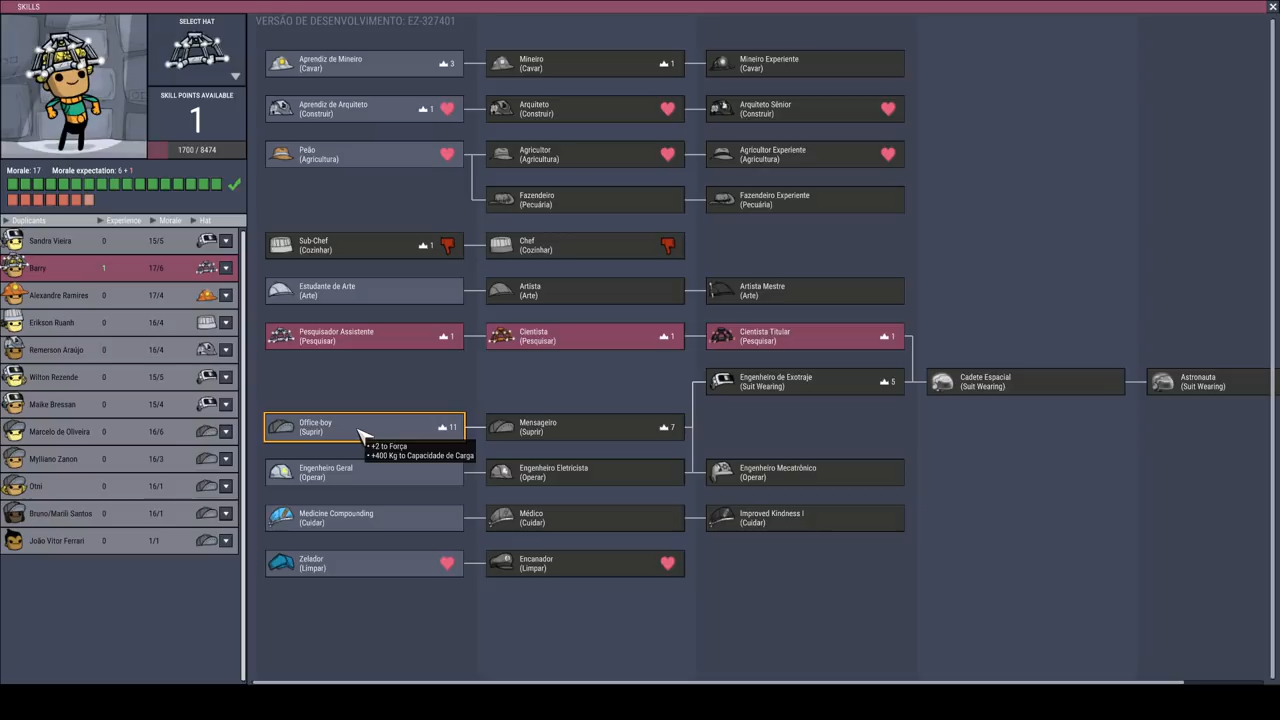 SKILLS
VERSÃO DE DESENVOLVIMENTO: EZ-327401
SELECT HAT
SKILL POINTS AVAILABLE
1
1700 / 8474
Morale: 17 Morale expectation: 6 + 1
Duplicants Experience Morale Hat
Sandra Vieira 0 15/5
Barry 1 17/6
Alexandre Ramires 0 17/4
Erikson Ruanh 0 16/4
Remerson Araújo 0 16/4
Wilton Rezende 0 15/5
Maike Bressan 0 15/4
Marcelo de Oliveira 0 16/6
Mylliano Zanon 0 16/3
Otni 0 16/1
Bruno/Marili Santos 0 16/1
João Vitor Ferrari 0 1/1
Aprendiz de Mineiro
(Cavar)
3
Mineiro
(Cavar)
1
Mineiro Experiente
(Cavar)
Aprendiz de Arquiteto
(Construir)
1
Arquiteto
(Construir)
Arquiteto Sênior
(Construir)
Peão
(Agricultura)
Agricultor
(Agricultura)
Agricultor Experiente
(Agricultura)
Fazendeiro
(Pecuária)
Fazendeiro Experiente
(Pecuária)
Sub-Chef
(Cozinhar)
1
Chef
(Cozinhar)
Estudante de Arte
(Arte)
Artista
(Arte)
Artista Mestre
(Arte)
Pesquisador Assistente
(Pesquisar)
1
Cientista
(Pesquisar)
1
Cientista Titular
(Pesquisar)
1
Engenheiro de Exotraje
(Suit Wearing)
5
Cadete Espacial
(Suit Wearing)
Astronauta
(Suit Wearing)
Office-boy
(Suprir)
11
Mensageiro
(Suprir)
7
• +2 to Força
• +400 Kg to Capacidade de Carga
Engenheiro Geral
(Operar)
Engenheiro Eletricista
(Operar)
Engenheiro Mecatrônico
(Operar)
Medicine Compounding
(Cuidar)
Médico
(Cuidar)
Improved Kindness I
(Cuidar)
Zelador
(Limpar)
Encanador
(Limpar)